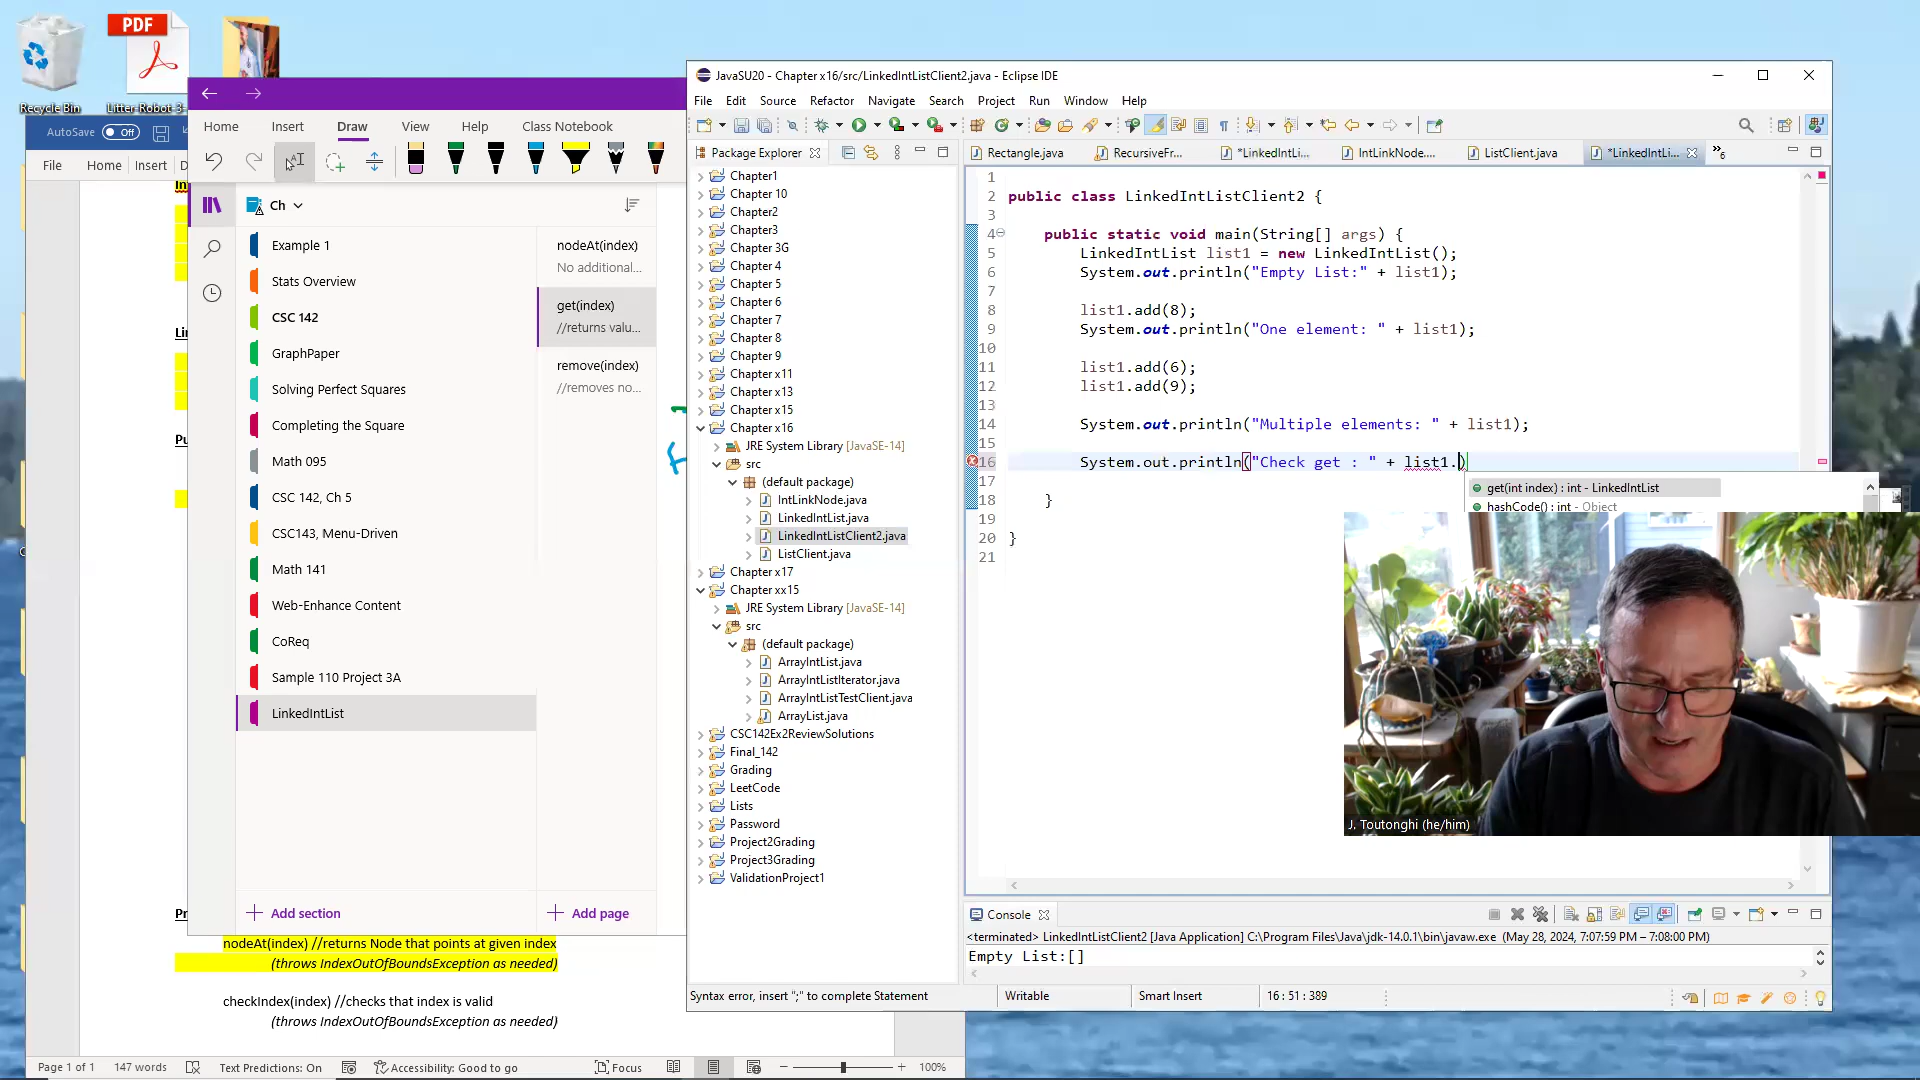 PDF
Recycle Bin
Litter-Robot-3-
AutoSave
Off
File
Home
Insert
D
Home
Insert
Draw
View
Help
Class Notebook
Ch
Example 1
Stats Overview
CSC 142
GraphPaper
Solving Perfect Squares
Completing the Square
Math 095
CSC 142, Ch 5
CSC143, Menu-Driven
Math 141
Web-Enhance Content
CoReq
Sample 110 Project 3A
LinkedIntList
Add section
nodeAt(index)
No additional...
get(index)
//returns valu...
remove(index)
//removes no...
Add page
nodeAt(index) //returns Node that points at given index
(throws IndexOutOfBoundsException as needed)
checkIndex(index) //checks that index is valid
(throws IndexOutOfBoundsException as needed)
Page 1 of 1
147 words
Text Predictions: On
Accessibility: Good to go
Focus
100%
JavaSU20 - Chapter x16/src/LinkedIntListClient2.java - Eclipse IDE
File Edit Source Refactor Navigate Search Project Run Window Help
Package Explorer
Chapter1
Chapter 10
Chapter2
Chapter3
Chapter 3G
Chapter 4
Chapter 5
Chapter 6
Chapter 7
Chapter 8
Chapter 9
Chapter x11
Chapter x13
Chapter x15
Chapter x16
JRE System Library [JavaSE-14]
src
(default package)
IntLinkNode.java
LinkedIntList.java
LinkedIntListClient2.java
ListClient.java
Chapter x17
Chapter xx15
JRE System Library [JavaSE-14]
src
(default package)
ArrayIntList.java
ArrayIntListIterator.java
ArrayIntListTestClient.java
ArrayList.java
CSC142Ex2ReviewSolutions
Final_142
Grading
LeetCode
Lists
Password
Project2Grading
Project3Grading
ValidationProject1
Rectangle.java
RecursiveFr...
*LinkedIntLi...
IntLinkNode....
ListClient.java
*LinkedIntLi...
»6
1
2 public class LinkedIntListClient2 {
3
4 public static void main(String[] args) {
5 LinkedIntList list1 = new LinkedIntList();
6 System.out.println("Empty List:" + list1);
7
8 list1.add(8);
9 System.out.println("One element: " + list1);
10
11 list1.add(6);
12 list1.add(9);
13
14 System.out.println("Multiple elements: " + list1);
15
16 System.out.println("Check get : " + list1.)
17
18 }
19
20 }
21
get(int index) : int - LinkedIntList
hashCode() : int - Object
J. Toutonghi (he/him)
Console
<terminated> LinkedIntListClient2 [Java Application] C:\Program Files\Java\jdk-14.0.1\bin\javaw.exe (May 28, 2024, 7:07:59 PM – 7:08:00 PM)
Empty List:[]
Syntax error, insert ";" to complete Statement
Writable
Smart Insert
16 : 51 : 389